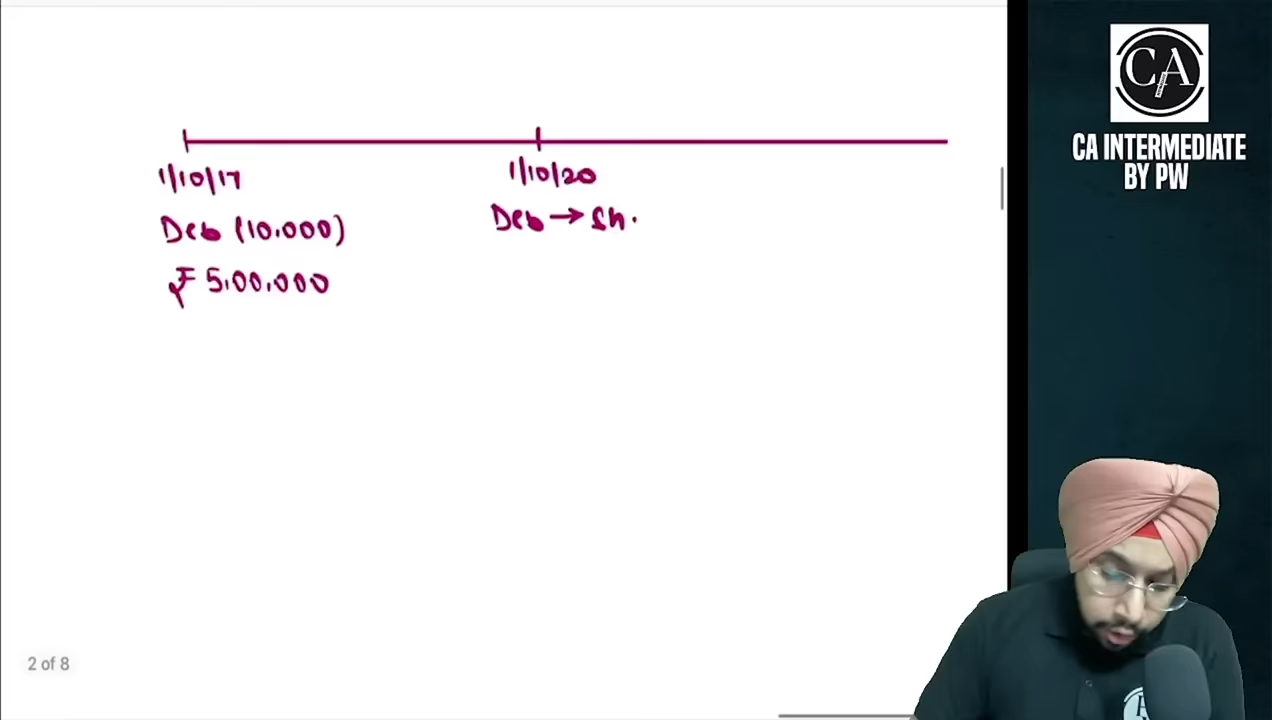 1/10/17
Deb (10,000)
₹ 5,00,000
1/10/20
Deb → Sh.
2 of 8
CA
CA INTERMEDIATE
BY PW